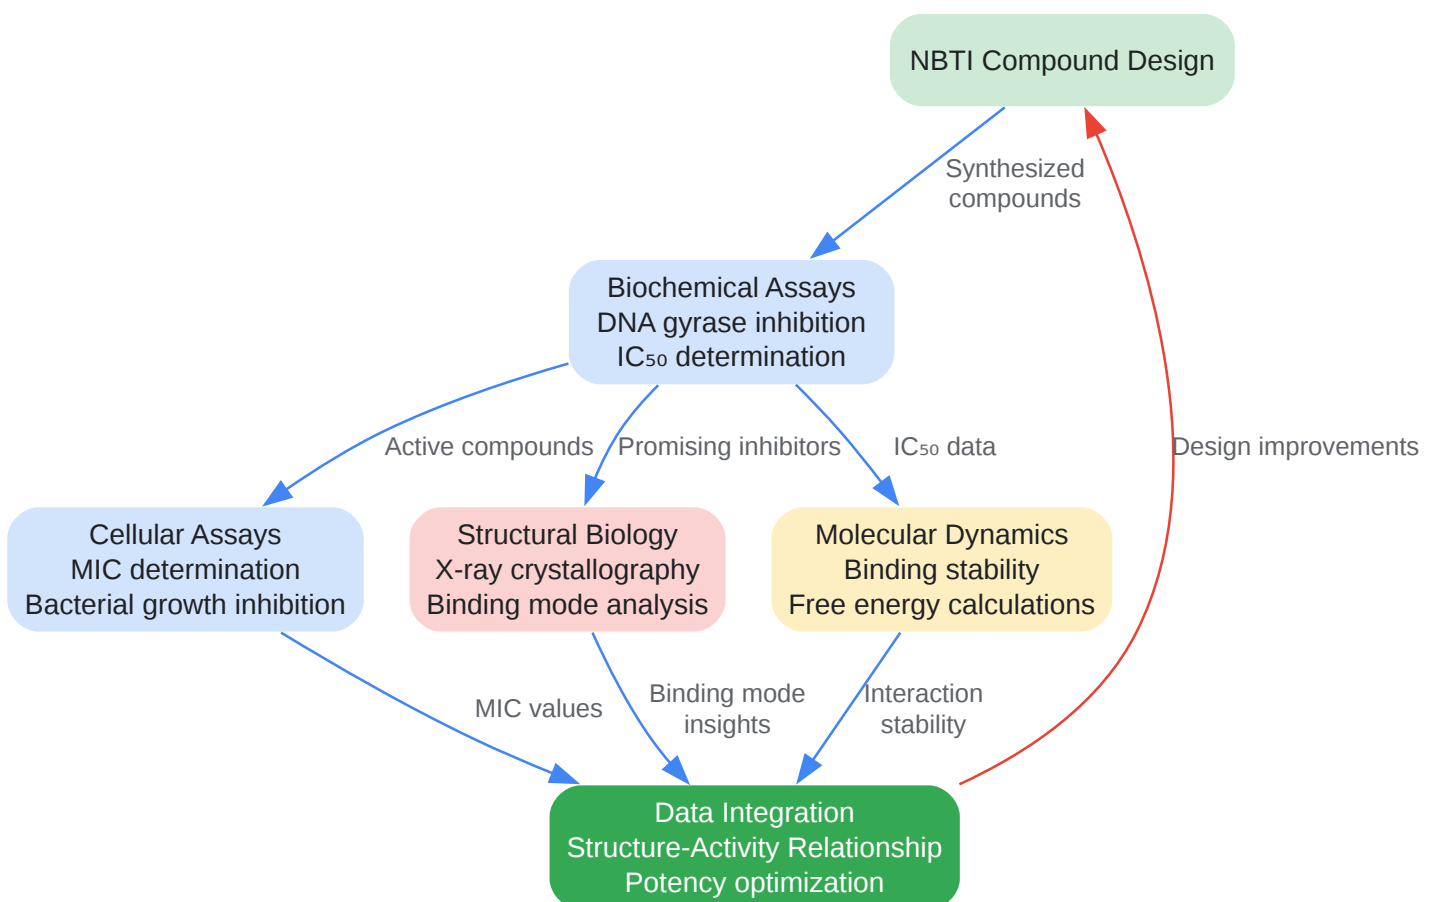 NBTI Compound Design
Synthesized
compounds
Biochemical Assays
DNA gyrase inhibition
IC₅₀ determination
Active compounds
Promising inhibitors
IC₅₀ data
Design improvements
Cellular Assays
MIC determination
Bacterial growth inhibition
Structural Biology
X-ray crystallography
Binding mode analysis
Molecular Dynamics
Binding stability
Free energy calculations
MIC values
Binding mode
insights
Interaction
stability
Data Integration
Structure-Activity Relationship
Potency optimization